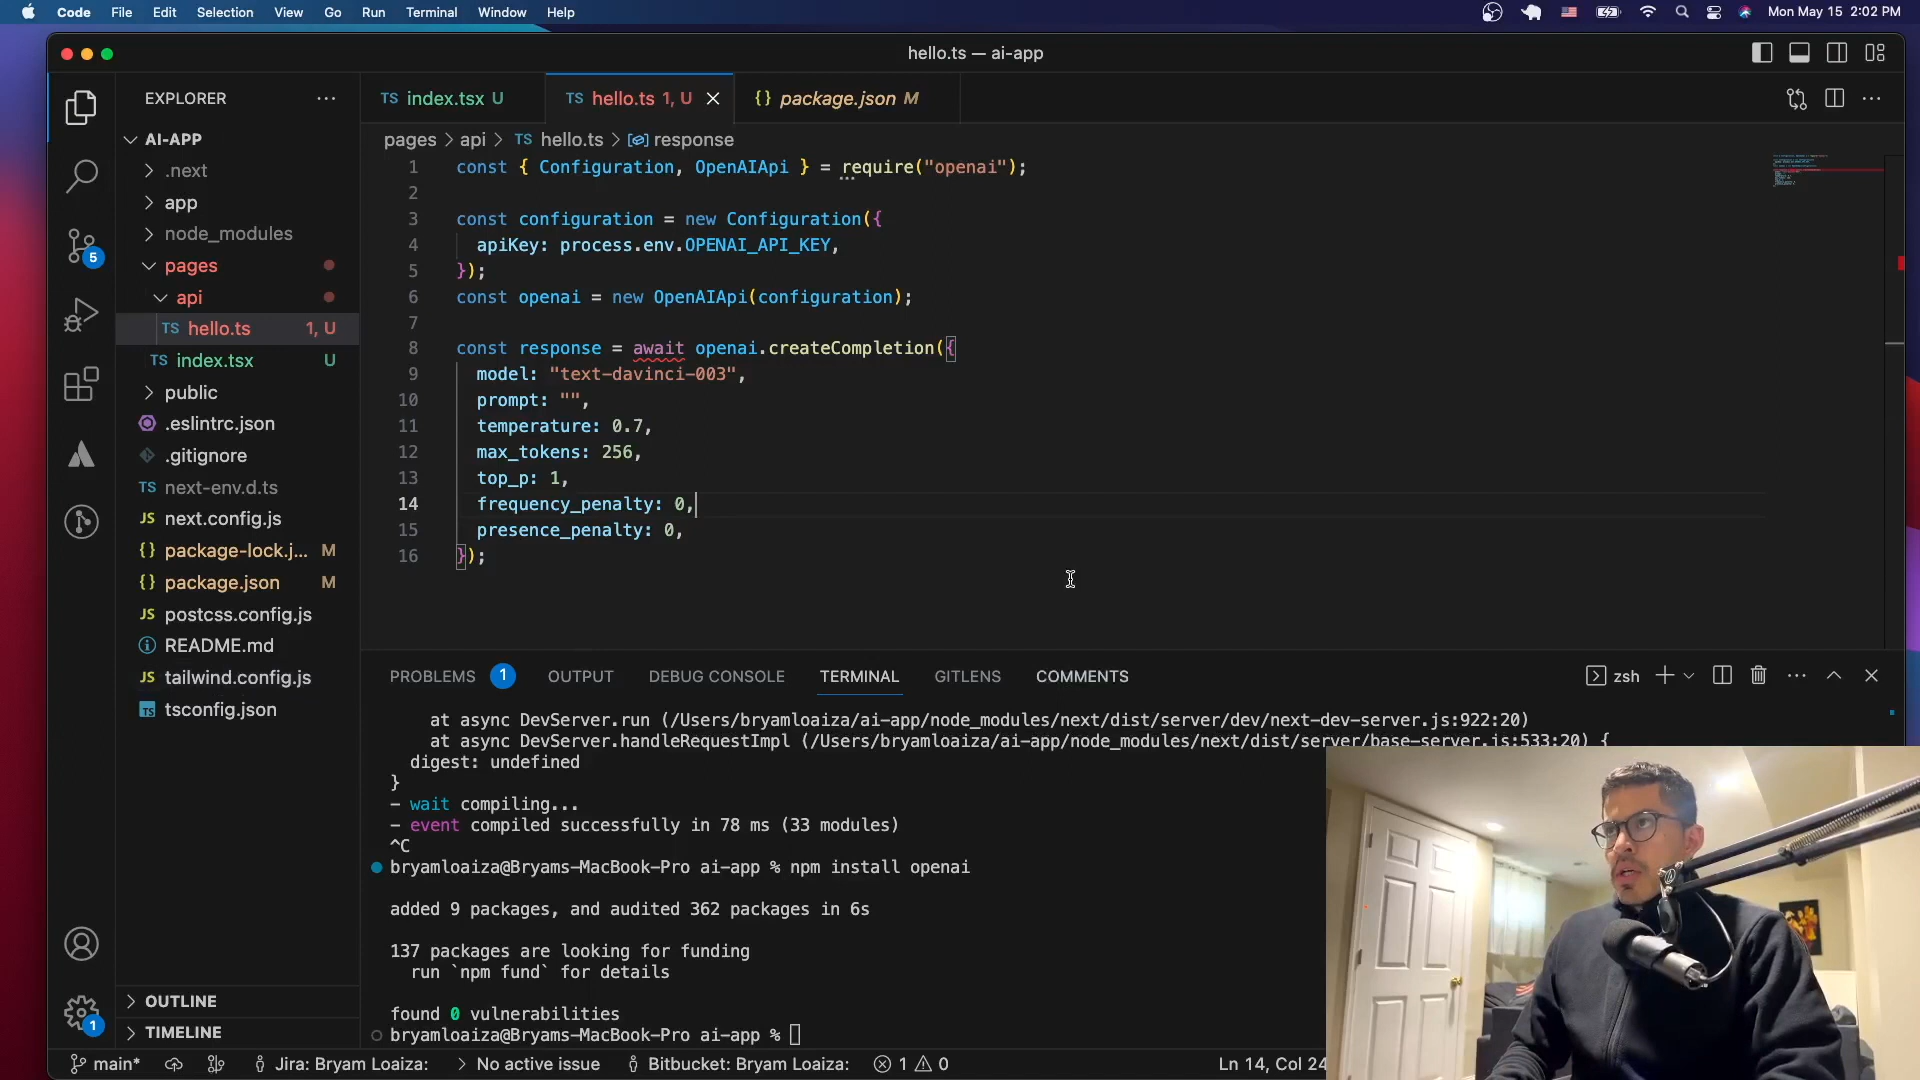 Code File Edit Selection View Go Run Terminal Window Help
Mon May 15 2:02 PM
hello.ts — ai-app
EXPLORER
AI-APP
.next
app
node_modules
pages
api
TS hello.ts 1, U
TS index.tsx U
public
.eslintrc.json
.gitignore
TS next-env.d.ts
JS next.config.js
{} package-lock.j... M
{} package.json M
JS postcss.config.js
README.md
JS tailwind.config.js
TS tsconfig.json
OUTLINE
TIMELINE
5
1
TS index.tsx U
TS hello.ts 1, U
{} package.json M
pages > api > TS hello.ts > response
1 const { Configuration, OpenAIApi } = require("openai");
2
3 const configuration = new Configuration({
4 apiKey: process.env.OPENAI_API_KEY,
5 });
6 const openai = new OpenAIApi(configuration);
7
8 const response = await openai.createCompletion({
9 model: "text-davinci-003",
10 prompt: "",
11 temperature: 0.7,
12 max_tokens: 256,
13 top_p: 1,
14 frequency_penalty: 0,
15 presence_penalty: 0,
16 });
PROBLEMS 1 OUTPUT DEBUG CONSOLE TERMINAL GITLENS COMMENTS
zsh
at async DevServer.run (/Users/bryamloaiza/ai-app/node_modules/next/dist/server/dev/next-dev-server.js:922:20)
at async DevServer.handleRequestImpl (/Users/bryamloaiza/ai-app/node_modules/next/dist/server/base-server.js:533:20) {
digest: undefined
}
- wait compiling...
- event compiled successfully in 78 ms (33 modules)
^C
bryamloaiza@Bryams-MacBook-Pro ai-app % npm install openai
added 9 packages, and audited 362 packages in 6s
137 packages are looking for funding
run `npm fund` for details
found 0 vulnerabilities
bryamloaiza@Bryams-MacBook-Pro ai-app %
main* Jira: Bryam Loaiza: > No active issue Bitbucket: Bryam Loaiza: 1 0 Ln 14, Col 24